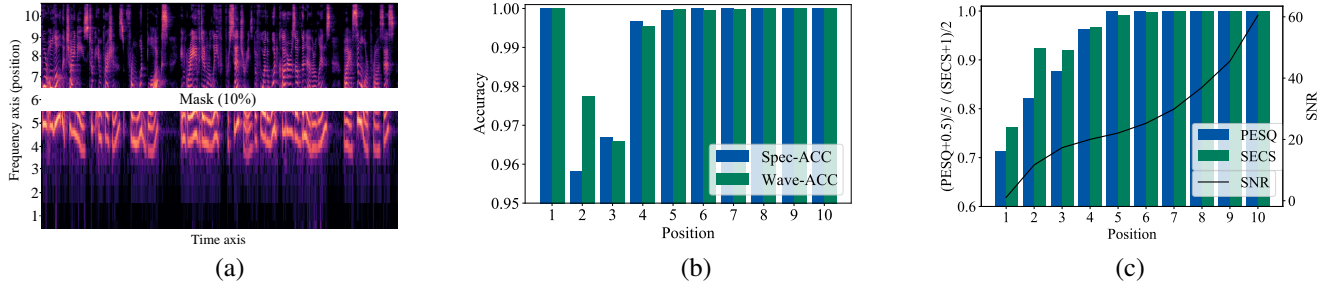 Frequency axis (position)
10
9
8
7
6
5
4
3
2
1
Mask (10%)
Time axis
(a)
Accuracy
1.00
0.99
0.98
0.97
0.96
0.95
Spec-ACC
Wave-ACC
1 2 3 4 5 6 7 8 9 10
Position
(b)
(PESQ+0.5)/5 / (SECS+1)/2
1.0
0.9
0.8
0.7
0.6
PESQ
SECS
SNR
60
40
20
0
SNR
1 2 3 4 5 6 7 8 9 10
Position
(c)